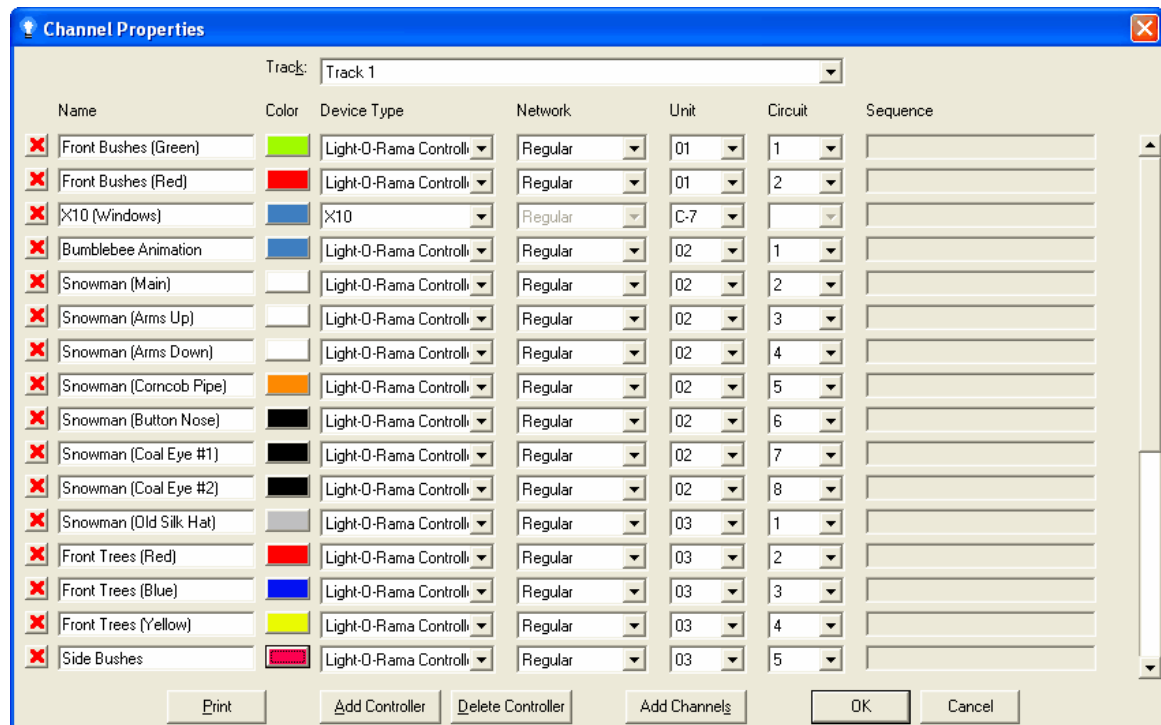 Channel Properties
Track: Track 1
Name Color Device Type Network Unit Circuit Sequence
Front Bushes (Green) Light-O-Rama Controll Regular 01 1
Front Bushes (Red) Light-O-Rama Controll Regular 01 2
X10 (Windows) X10 Regular C-7
Bumblebee Animation Light-O-Rama Controll Regular 02 1
Snowman (Main) Light-O-Rama Controll Regular 02 2
Snowman (Arms Up) Light-O-Rama Controll Regular 02 3
Snowman (Arms Down) Light-O-Rama Controll Regular 02 4
Snowman (Corncob Pipe) Light-O-Rama Controll Regular 02 5
Snowman (Button Nose) Light-O-Rama Controll Regular 02 6
Snowman (Coal Eye #1) Light-O-Rama Controll Regular 02 7
Snowman (Coal Eye #2) Light-O-Rama Controll Regular 02 8
Snowman (Old Silk Hat) Light-O-Rama Controll Regular 03 1
Front Trees (Red) Light-O-Rama Controll Regular 03 2
Front Trees (Blue) Light-O-Rama Controll Regular 03 3
Front Trees (Yellow) Light-O-Rama Controll Regular 03 4
Side Bushes Light-O-Rama Controll Regular 03 5
Print Add Controller Delete Controller Add Channels OK Cancel